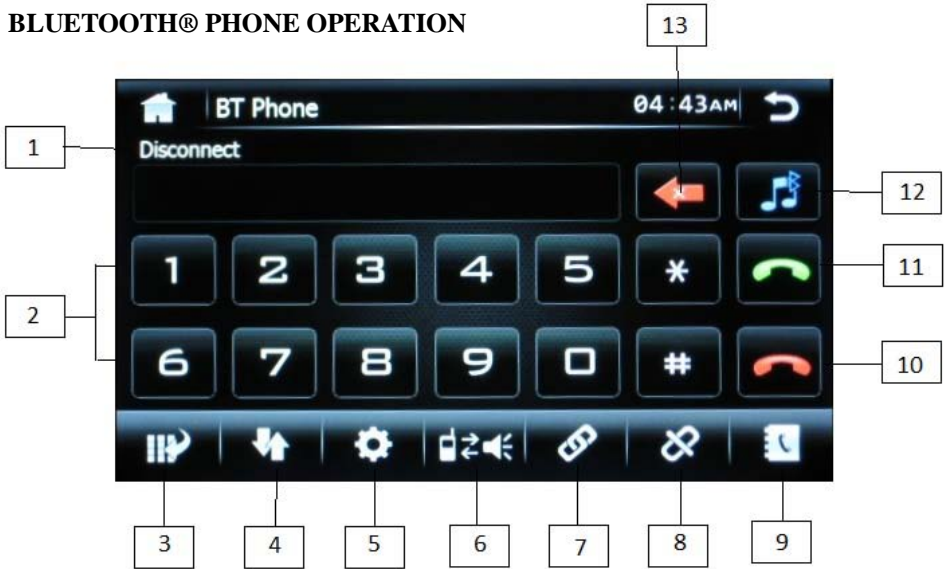 BLUETOOTH® PHONE OPERATION
13
BT Phone 04:43AM
1
Disconnect
12
1 2 3 4 5 *
11
2
6 7 8 9 0 #
10
3 4 5 6 7 8 9